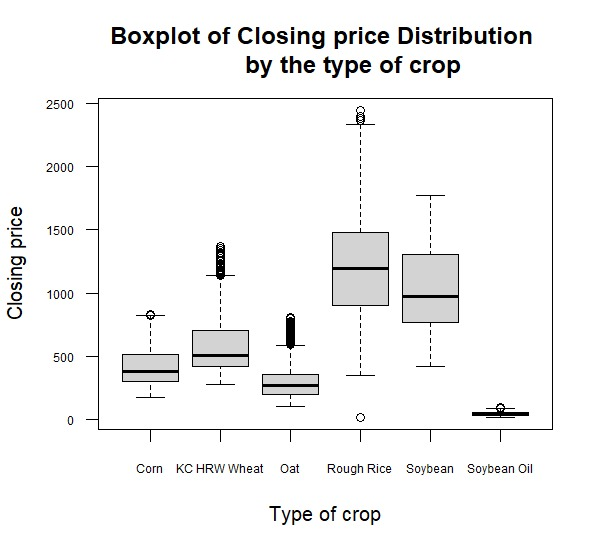 Boxplot of Closing price Distribution
by the type of crop
Closing price
2500
2000
1500
1000
500
0
Corn KC HRW Wheat Oat Rough Rice Soybean Soybean Oil
Type of crop